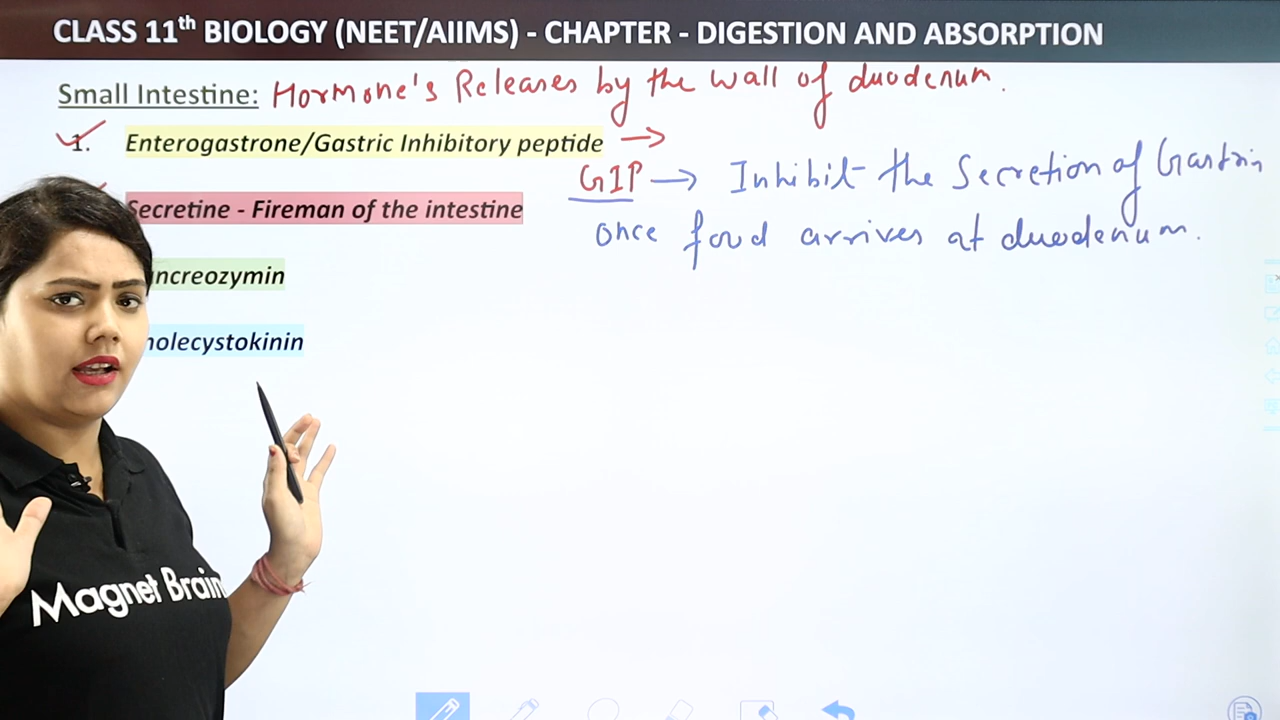 CLASS 11th BIOLOGY (NEET/AIIMS) - CHAPTER - DIGESTION AND ABSORPTION
Small Intestine: Hormone's Releases by the wall of duodenum.
1. Enterogastrone/Gastric Inhibitory peptide →
GIP → Inhibit the Secretion of Gastrin
Secretine - Fireman of the intestine
once food arrives at duodenum.
ancreozymin
holecystokinin
Magnet Brain